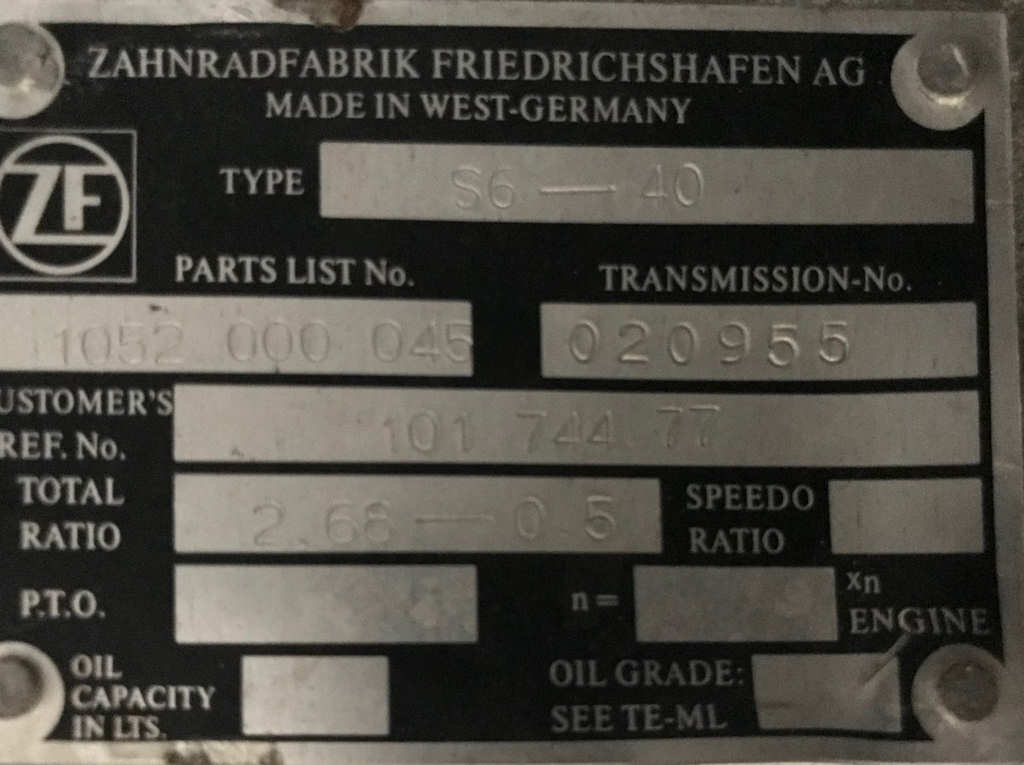 ZAHNRADFABRIK FRIEDRICHSHAFEN AG
MADE IN WEST-GERMANY
ZF
TYPE S6 — 40
PARTS LIST No. TRANSMISSION-No.
1052 000 045 020955
USTOMER'S
REF. No. 101 744 77
TOTAL
RATIO 2.68 — 0.5
SPEEDO
RATIO
P.T.O. n= xn
ENGINE
OIL
CAPACITY
IN LTS.
OIL GRADE:
SEE TE-ML